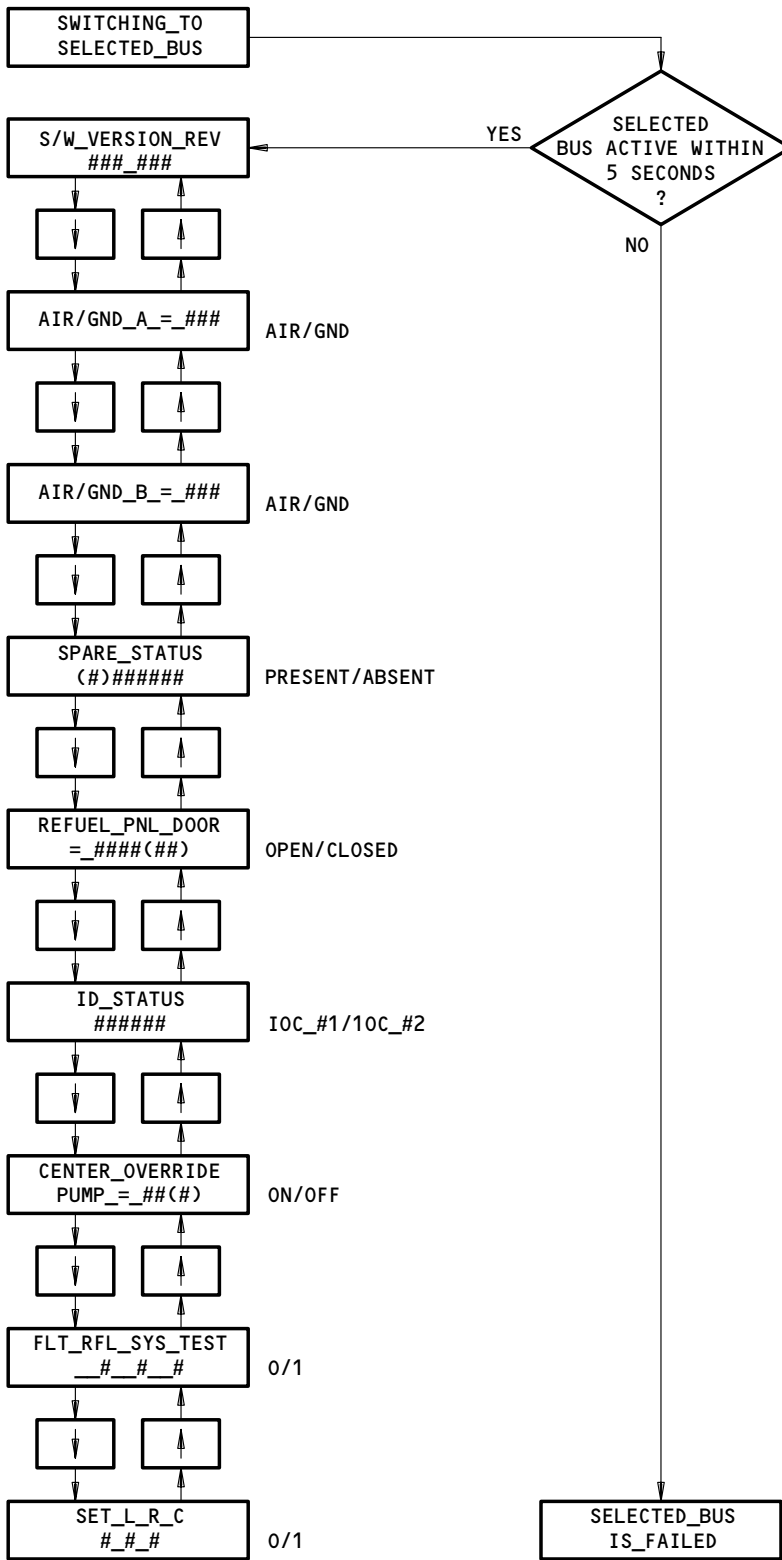 SWITCHING_TO
SELECTED_BUS
SELECTED
BUS ACTIVE WITHIN
5 SECONDS
?
YES
NO
S/W_VERSION_REV
###_###
AIR/GND_A_=_###
AIR/GND
AIR/GND_B_=_###
AIR/GND
SPARE_STATUS
(#)######
PRESENT/ABSENT
REFUEL_PNL_DOOR
=_####(##)
OPEN/CLOSED
ID_STATUS
######
IOC_#1/1OC_#2
CENTER_OVERRIDE
PUMP_=_##(#)
ON/OFF
FLT_RFL_SYS_TEST
__#__#__#
0/1
SET_L_R_C
#_#_#
0/1
SELECTED_BUS
IS_FAILED